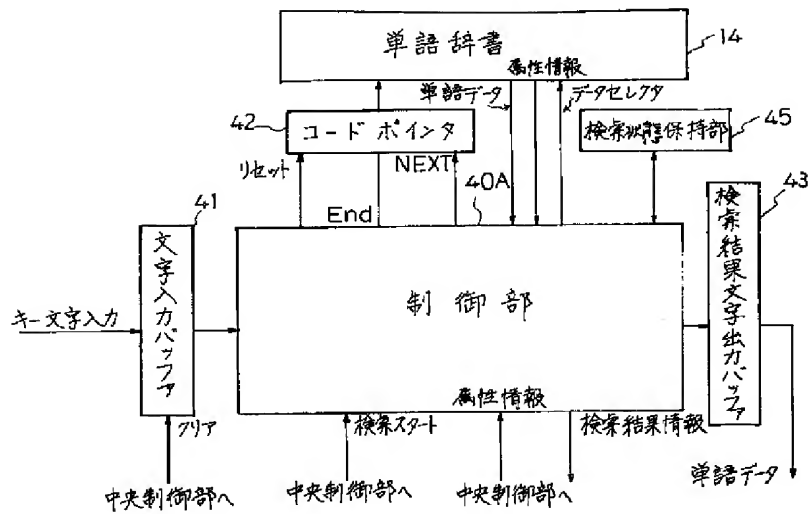 単語辞書
14
属性情報
単語データ
データセレクタ
42
コードポインタ
検索状態保持部
45
リセット
NEXT
End
40A
41
文字入力バッファ
43
検索結果文字出力バッファ
制御部
キー文字入力
属性情報
クリア
検索スタート
検索結果情報
中央制御部へ
中央制御部へ
中央制御部へ
単語データ